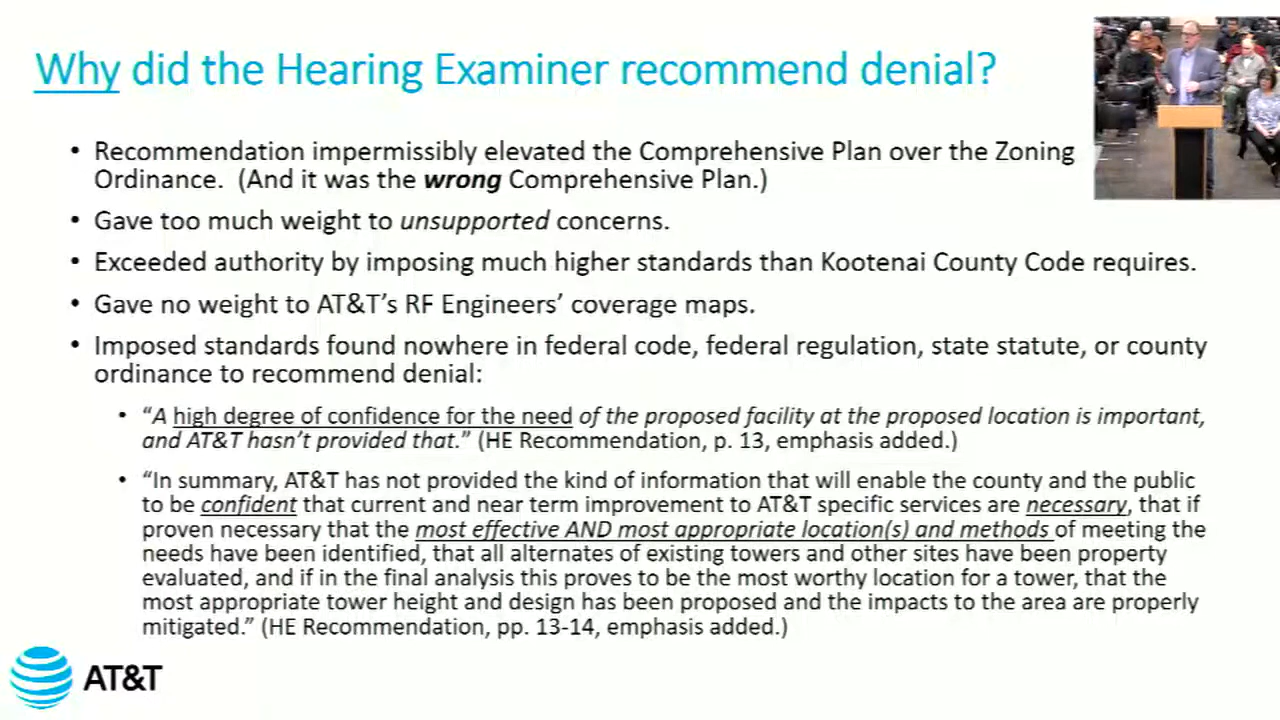 Why did the Hearing Examiner recommend denial?
• Recommendation impermissibly elevated the Comprehensive Plan over the Zoning
Ordinance. (And it was the wrong Comprehensive Plan.)
• Gave too much weight to unsupported concerns.
• Exceeded authority by imposing much higher standards than Kootenai County Code requires.
• Gave no weight to AT&T’s RF Engineers’ coverage maps.
• Imposed standards found nowhere in federal code, federal regulation, state statute, or county
ordinance to recommend denial:
• “A high degree of confidence for the need of the proposed facility at the proposed location is important,
and AT&T hasn’t provided that.” (HE Recommendation, p. 13, emphasis added.)
• “In summary, AT&T has not provided the kind of information that will enable the county and the public
to be confident that current and near term improvement to AT&T specific services are necessary, that if
proven necessary that the most effective AND most appropriate location(s) and methods of meeting the
needs have been identified, that all alternates of existing towers and other sites have been property
evaluated, and if in the final analysis this proves to be the most worthy location for a tower, that the
most appropriate tower height and design has been proposed and the impacts to the area are properly
mitigated.” (HE Recommendation, pp. 13-14, emphasis added.)
AT&T